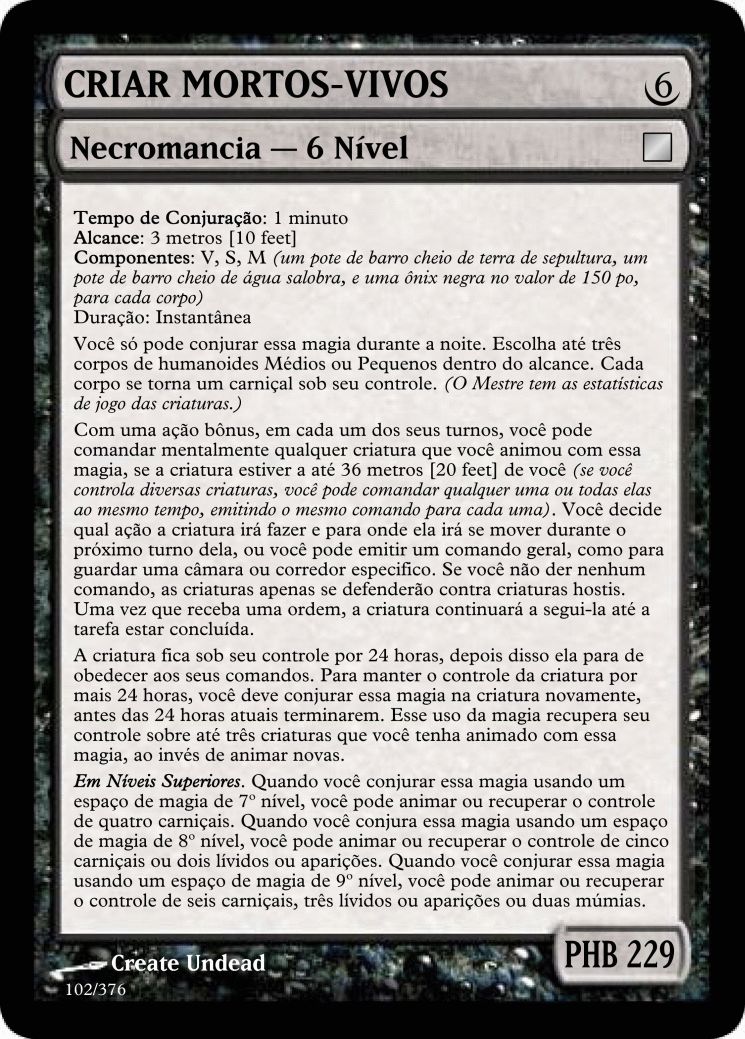 CRIAR MORTOS-VIVOS 6
Necromancia — 6 Nível
Tempo de Conjuração: 1 minuto
Alcance: 3 metros [10 feet]
Componentes: V, S, M (um pote de barro cheio de terra de sepultura, um
pote de barro cheio de água salobra, e uma ônix negra no valor de 150 po,
para cada corpo)
Duração: Instantânea
Você só pode conjurar essa magia durante a noite. Escolha até três
corpos de humanoides Médios ou Pequenos dentro do alcance. Cada
corpo se torna um carniçal sob seu controle. (O Mestre tem as estatísticas
de jogo das criaturas.)
Com uma ação bônus, em cada um dos seus turnos, você pode
comandar mentalmente qualquer criatura que você animou com essa
magia, se a criatura estiver a até 36 metros [20 feet] de você (se você
controla diversas criaturas, você pode comandar qualquer uma ou todas elas
ao mesmo tempo, emitindo o mesmo comando para cada uma). Você decide
qual ação a criatura irá fazer e para onde ela irá se mover durante o
próximo turno dela, ou você pode emitir um comando geral, como para
guardar uma câmara ou corredor especifico. Se você não der nenhum
comando, as criaturas apenas se defenderão contra criaturas hostis.
Uma vez que receba uma ordem, a criatura continuará a segui-la até a
tarefa estar concluída.
A criatura fica sob seu controle por 24 horas, depois disso ela para de
obedecer aos seus comandos. Para manter o controle da criatura por
mais 24 horas, você deve conjurar essa magia na criatura novamente,
antes das 24 horas atuais terminarem. Esse uso da magia recupera seu
controle sobre até três criaturas que você tenha animado com essa
magia, ao invés de animar novas.
Em Níveis Superiores. Quando você conjurar essa magia usando um
espaço de magia de 7º nível, você pode animar ou recuperar o controle
de quatro carniçais. Quando você conjura essa magia usando um espaço
de magia de 8º nível, você pode animar ou recuperar o controle de cinco
carniçais ou dois lívidos ou aparições. Quando você conjurar essa magia
usando um espaço de magia de 9º nível, você pode animar ou recuperar
o controle de seis carniçais, três lívidos ou aparições ou duas múmias.
PHB 229
Create Undead
102/376